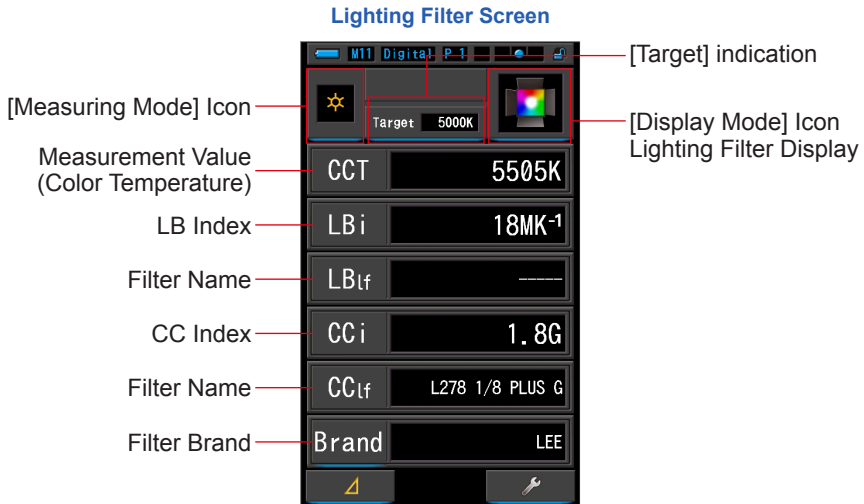 Lighting Filter Screen
M11 Digital P 1
[Target] indication
[Measuring Mode] Icon
Target 5000K
[Display Mode] Icon
Lighting Filter Display
Measurement Value
(Color Temperature)
CCT 5505K
LB Index
LBi 18MK-1
Filter Name
LBlf -----
CC Index
CCi 1.8G
Filter Name
CClf L278 1/8 PLUS G
Filter Brand
Brand LEE